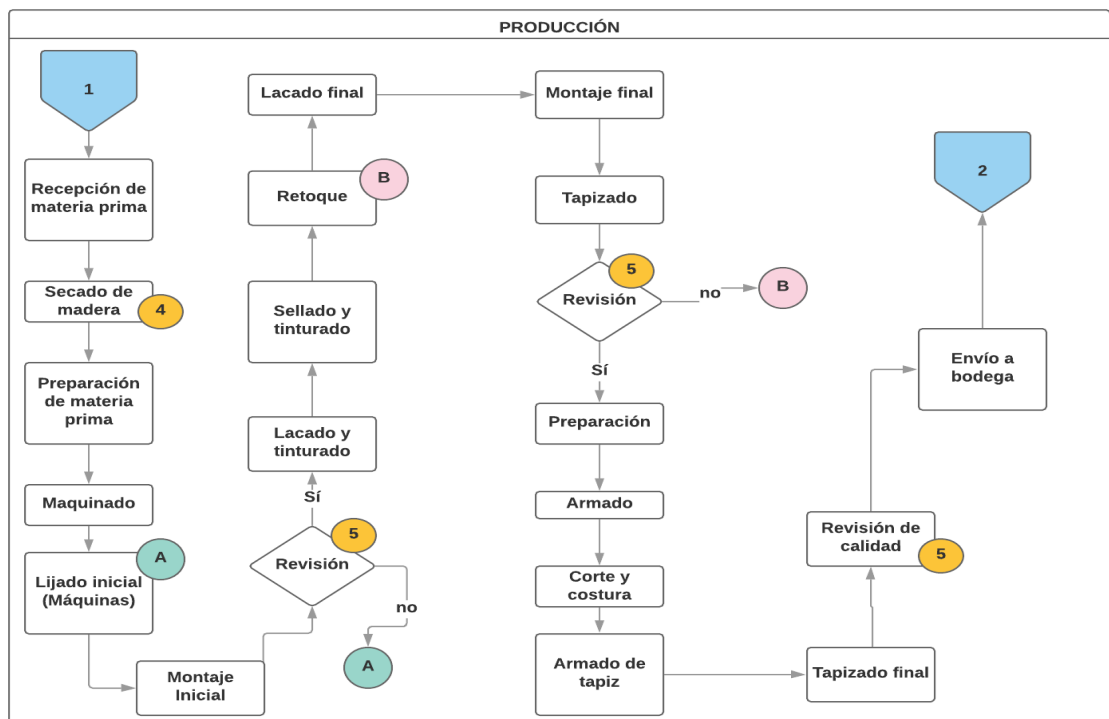 PRODUCCIÓN
1
Recepción de
materia prima
Secado de
madera
4
Preparación
de materia
prima
Maquinado
A
Lijado inicial
(Máquinas)
Montaje
Inicial
Revisión
5
no
A
Sí
Lacado y
tinturado
Sellado y
tinturado
Retoque
B
Lacado final
Montaje final
Tapizado
5
Revisión
no
B
Sí
Preparación
Armado
Corte y
costura
Armado de
tapiz
Tapizado final
Revisión de
calidad
5
Envío a
bodega
2